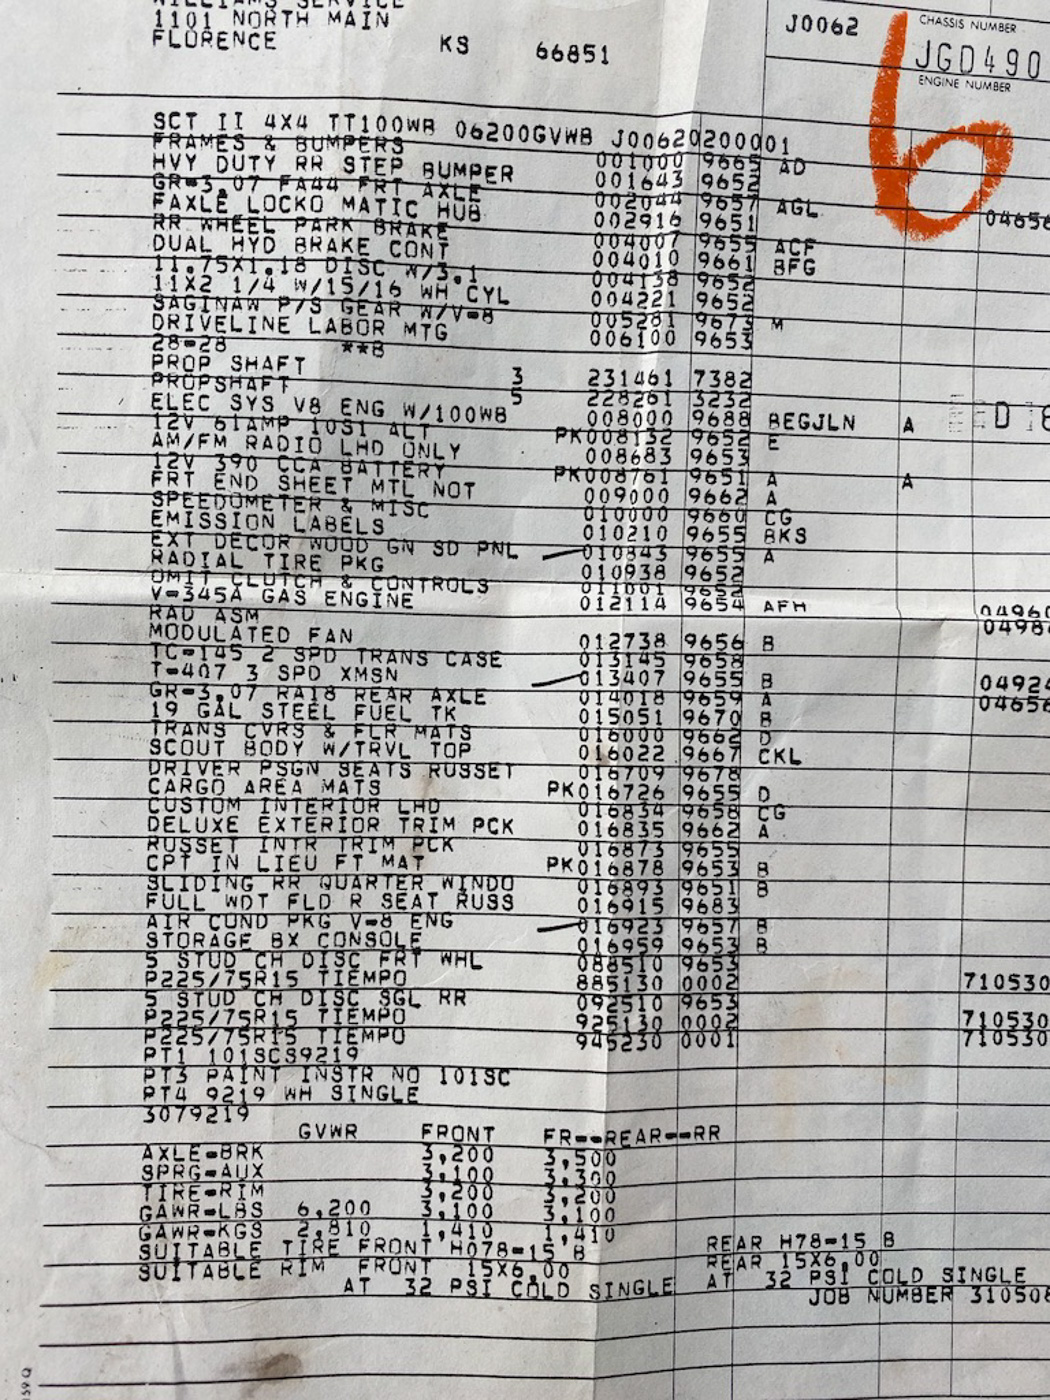 WILLIAMS SERVICE
1101 NORTH MAIN
FLORENCE KS 66851
J0062
CHASSIS NUMBER
JGD490
ENGINE NUMBER
6
SCT II 4X4 TT100WB 06200GVWB J00620200001
FRAMES & BUMPERS 001000 9665 AD
HVY DUTY RR STEP BUMPER 001643 9652
GR-3.07 FA44 FRT AXLE 002044 9657 AGL 04656
FAXLE LOCKO MATIC HUB 002916 9651
RR WHEEL PARK BRAKE 004007 9655 ACF
DUAL HYD BRAKE CONT 004010 9661 BFG
11.75X1.18 DISC W/3.1 004138 9652
11X2 1/4 W/15/16 WH CYL 004221 9652
SAGINAW P/S GEAR W/V-8 005281 9673 M
DRIVELINE LABOR MTG 006100 9653
28-28 **8
PROP SHAFT 3 231461 7382
PROPSHAFT 5 228261 3232
ELEC SYS V8 ENG W/100WB 008000 9688 BEGJLN A
12V 61AMP 10S1 ALT PK008132 9652 E
AM/FM RADIO LHD ONLY 008683 9653
12V 390 CCA BATTERY PK008761 9651 A A
FRT END SHEET MTL NOT 009000 9662 A
SPEEDOMETER & MISC 010000 9660 CG
EMISSION LABELS 010210 9655 BKS
EXT DECOR WOOD GN SD PNL 010843 9655 A
RADIAL TIRE PKG 010938 9652
OMIT CLUTCH & CONTROLS 011001 9652
V-345A GAS ENGINE 012114 9654 AFH 04960
RAD ASM 04988
MODULATED FAN 012738 9656 B
TC-145 2 SPD TRANS CASE 013145 9658
T-407 3 SPD XMSN 013407 9655 B 04924
GR-3.07 RA18 REAR AXLE 014018 9659 A 04656
19 GAL STEEL FUEL TK 015051 9670 B
TRANS CVRS & FLR MATS 016000 9662 D
SCOUT BODY W/TRVL TOP 016022 9667 CKL
DRIVER PSGN SEATS RUSSET 016709 9678
CARGO AREA MATS PK016726 9655 D
CUSTOM INTERIOR LHD 016834 9658 CG
DELUXE EXTERIOR TRIM PCK 016835 9662 A
RUSSET INTR TRIM PCK 016873 9655
CPT IN LIEU FT MAT PK016878 9653 B
SLIDING RR QUARTER WINDO 016893 9651 B
FULL WDT FLD R SEAT RUSS 016915 9683
AIR COND PKG V-8 ENG 016923 9657 B
STORAGE BX CONSOLE 016959 9653 B
5 STUD CH DISC FRT WHL 088510 9653
P225/75R15 TIEMPO 885130 0002 710530
5 STUD CH DISC SGL RR 092510 9653
P225/75R15 TIEMPO 925130 0002 710530
P225/75R15 TIEMPO 945230 0001 710530
PT1 101SCS9219
PT3 PAINT INSTR NO 101SC
PT4 9219 WH SINGLE
3079219
GVWR FRONT FR--REAR--RR
AXLE-BRK 3,200 3,500
SPRG-AUX 3,100 3,300
TIRE-RIM 3,200 3,200
GAWR-LBS 6,200 3,100 3,100
GAWR-KGS 2,810 1,410 1,410
SUITABLE TIRE FRONT H078-15 B REAR H78-15 B
SUITABLE RIM FRONT 15X6.00 REAR 15X6.00
AT 32 PSI COLD SINGLE AT 32 PSI COLD SINGLE
JOB NUMBER 310508